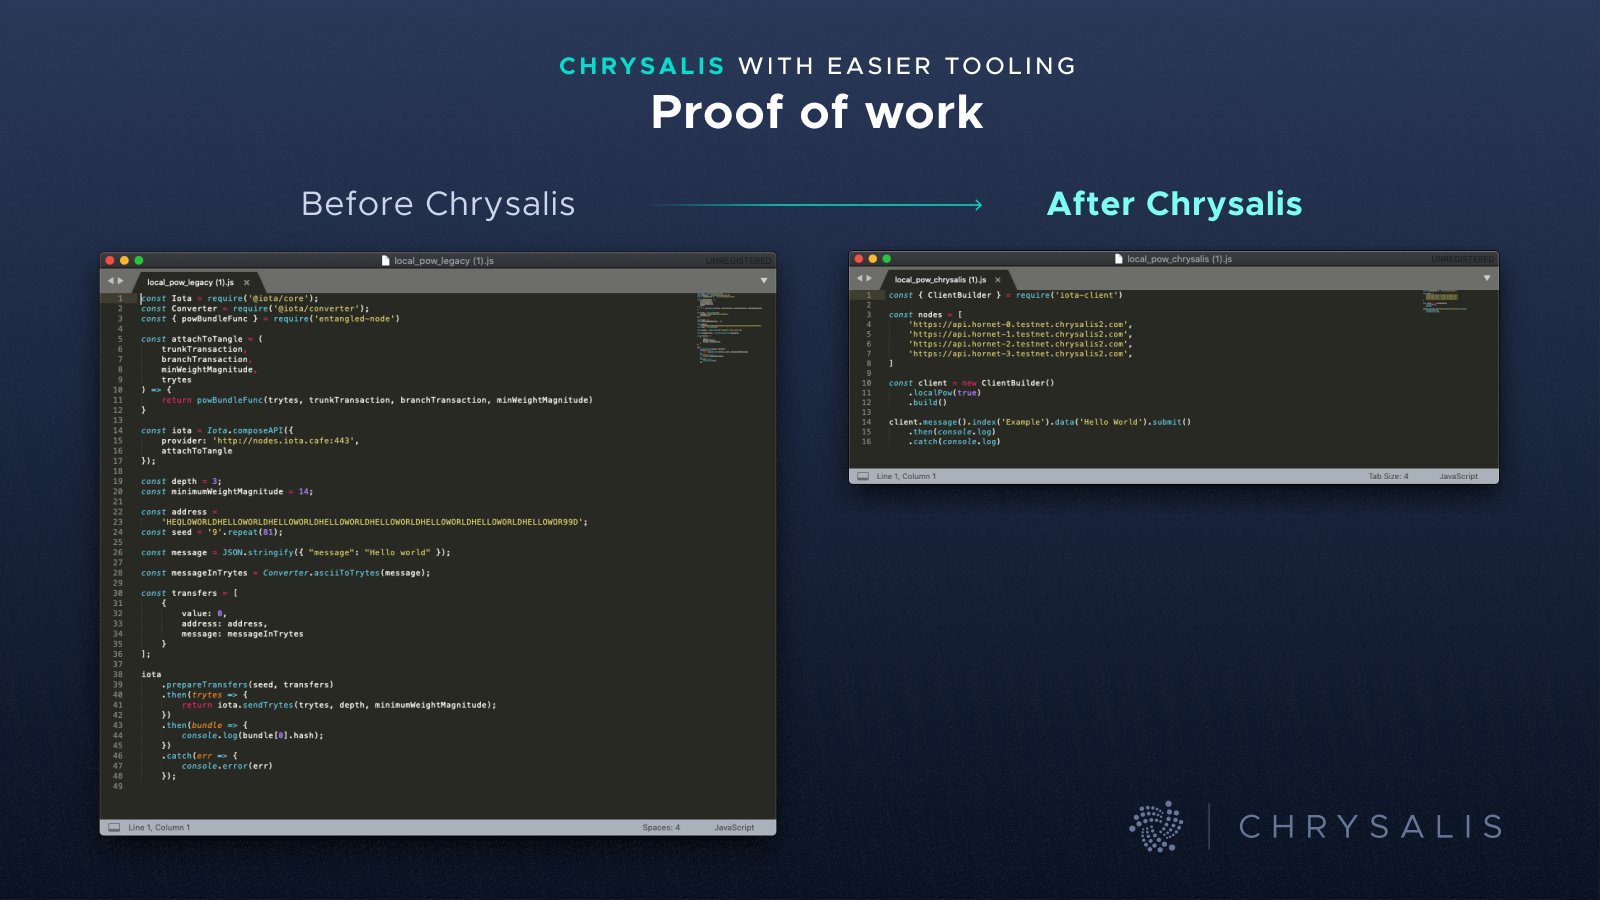 CHRYSALIS WITH EASIER TOOLING
Proof of work
Before Chrysalis
After Chrysalis
local_pow_legacy (1).js
UNREGISTERED
local_pow_legacy (1).js ×
1 const Iota = require('@iota/core');
2 const Converter = require('@iota/converter');
3 const { powBundleFunc } = require('entangled-node')
4
5 const attachToTangle = (
6 trunkTransaction,
7 branchTransaction,
8 minWeightMagnitude,
9 trytes
10 ) => {
11 return powBundleFunc(trytes, trunkTransaction, branchTransaction, minWeightMagnitude)
12 }
13
14 const iota = Iota.composeAPI({
15 provider: 'http://nodes.iota.cafe:443',
16 attachToTangle
17 });
18
19 const depth = 3;
20 const minimumWeightMagnitude = 14;
21
22 const address =
23 'HEQLOWORLDHELLOWORLDHELLOWORLDHELLOWORLDHELLOWORLDHELLOWORLDHELLOWORLDHELLOWOR99D';
24 const seed = '9'.repeat(81);
25
26 const message = JSON.stringify({ "message": "Hello world" });
27
28 const messageInTrytes = Converter.asciiToTrytes(message);
29
30 const transfers = [
31 {
32 value: 0,
33 address: address,
34 message: messageInTrytes
35 }
36 ];
37
38 iota
39 .prepareTransfers(seed, transfers)
40 .then(trytes => {
41 return iota.sendTrytes(trytes, depth, minimumWeightMagnitude);
42 })
43 .then(bundle => {
44 console.log(bundle[0].hash);
45 })
46 .catch(err => {
47 console.error(err)
48 });
49
Line 1, Column 1
Spaces: 4
JavaScript
local_pow_chrysalis (1).js
UNREGISTERED
local_pow_chrysalis (1).js ×
1 const { ClientBuilder } = require('iota-client')
2
3 const nodes = [
4 'https://api.hornet-0.testnet.chrysalis2.com',
5 'https://api.hornet-1.testnet.chrysalis2.com',
6 'https://api.hornet-2.testnet.chrysalis2.com',
7 'https://api.hornet-3.testnet.chrysalis2.com',
8 ]
9
10 const client = new ClientBuilder()
11 .localPow(true)
12 .build()
13
14 client.message().index('Example').data('Hello World').submit()
15 .then(console.log)
16 .catch(console.log)
Line 1, Column 1
Tab Size: 4
JavaScript
CHRYSALIS